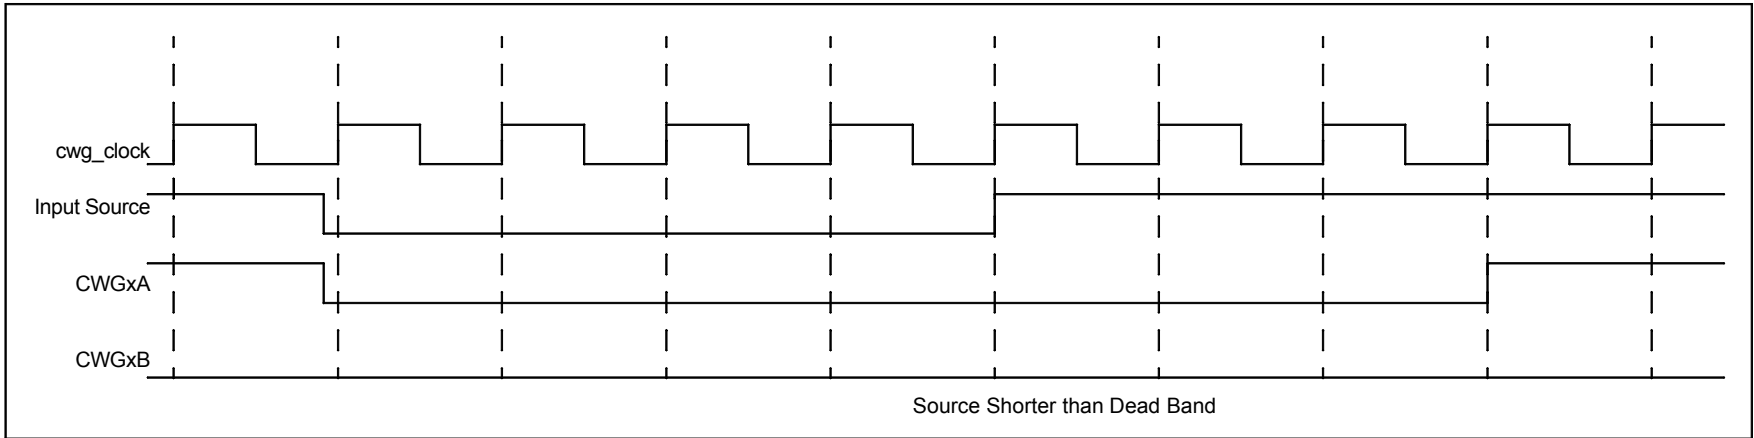 cwg_clock
Input Source
CWGxA
CWGxB
Source Shorter than Dead Band